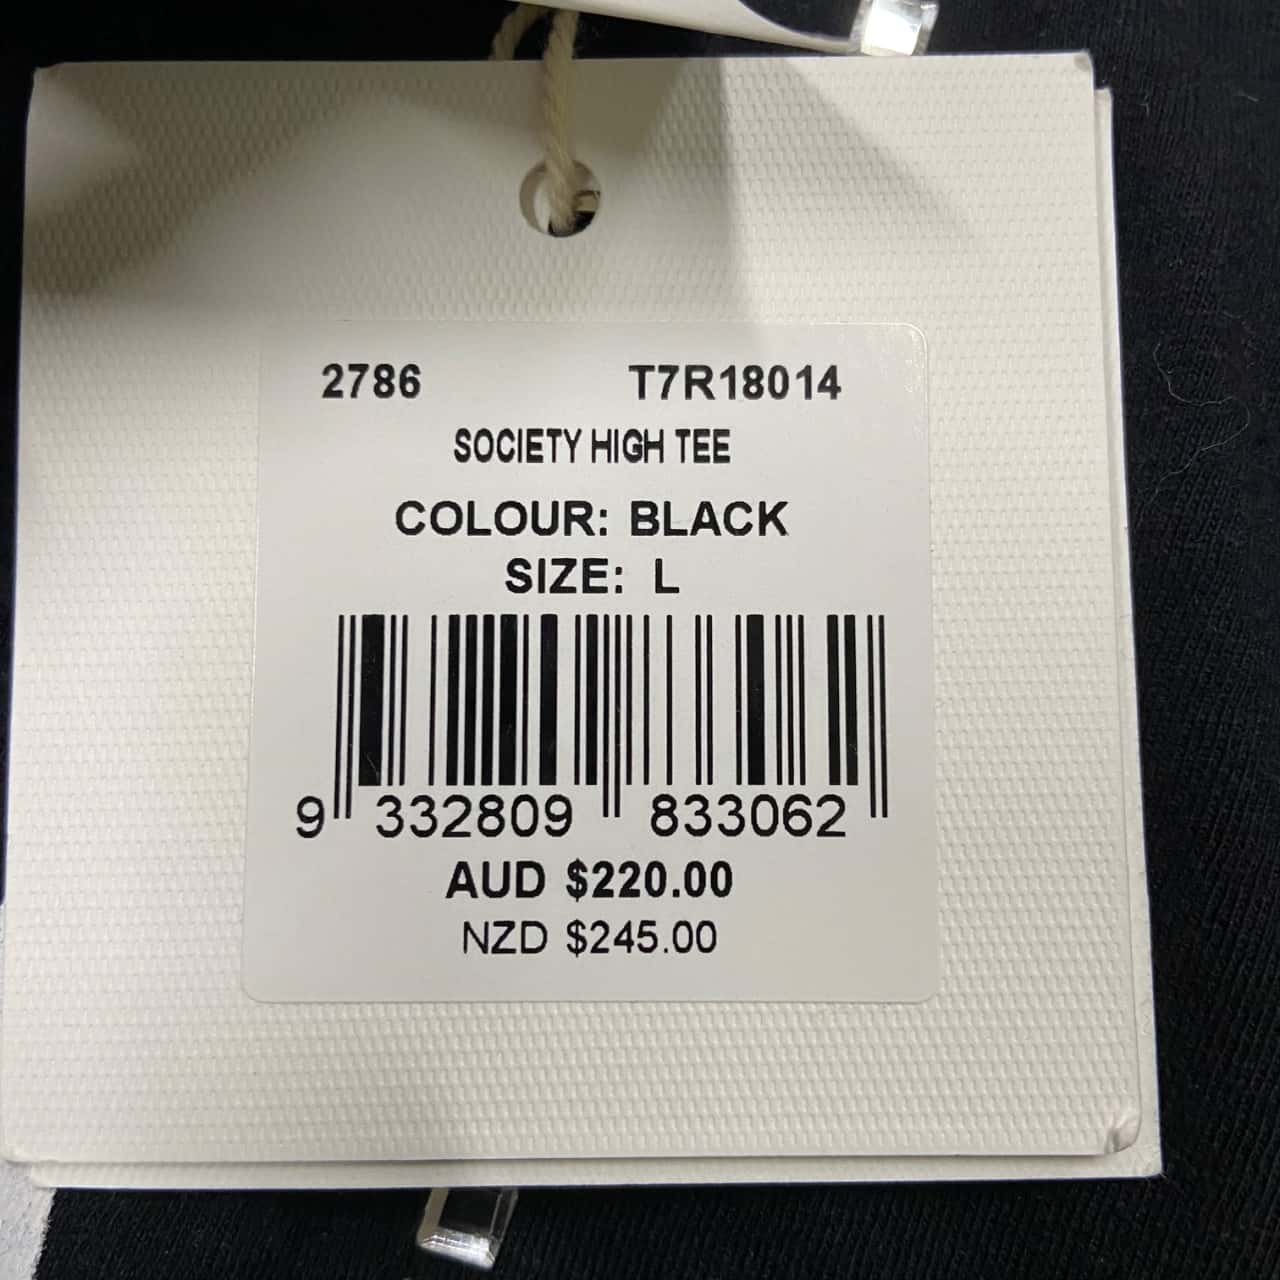 2786 T7R18014
SOCIETY HIGH TEE
COLOUR: BLACK
SIZE: L
9 332809 833062
AUD $220.00
NZD $245.00